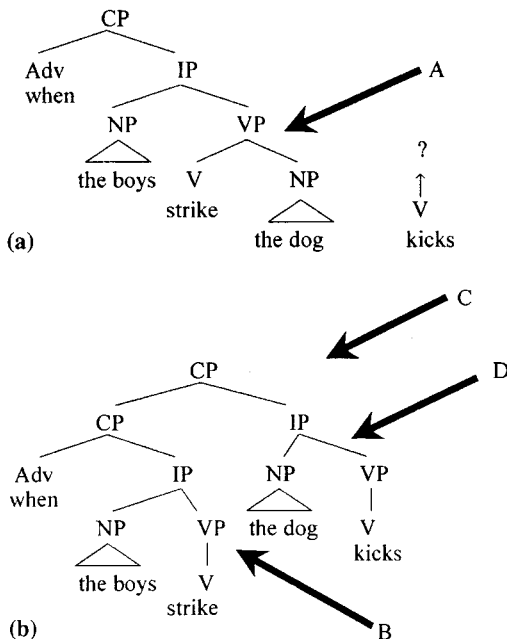 CP
Adv IP
when
A
NP VP
?
the boys V NP
↑
V
strike
(a) the dog kicks
C
CP
D
CP IP
Adv IP NP VP
when
NP VP the dog V
the boys V kicks
strike
(b) B